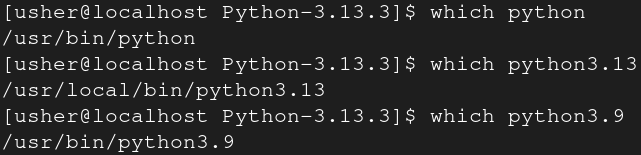 [usher@localhost Python-3.13.3]$ which python
/usr/bin/python
[usher@localhost Python-3.13.3]$ which python3.13
/usr/local/bin/python3.13
[usher@localhost Python-3.13.3]$ which python3.9
/usr/bin/python3.9